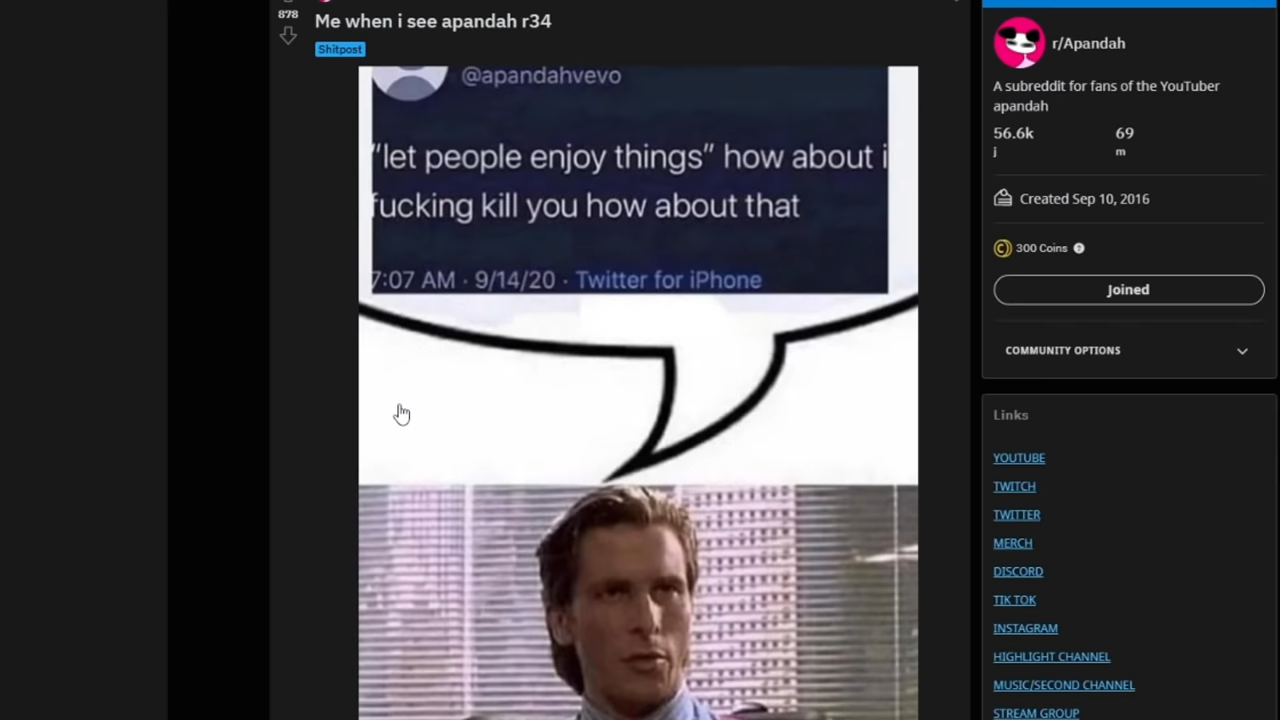 878
Me when i see apandah r34
Shitpost
@apandahvevo
"let people enjoy things" how about i
fucking kill you how about that
7:07 AM · 9/14/20 · Twitter for iPhone
r/Apandah
A subreddit for fans of the YouTuber
apandah
56.6k 69
j m
Created Sep 10, 2016
300 Coins
Joined
COMMUNITY OPTIONS
Links
YOUTUBE
TWITCH
TWITTER
MERCH
DISCORD
TIK TOK
INSTAGRAM
HIGHLIGHT CHANNEL
MUSIC/SECOND CHANNEL
STREAM GROUP